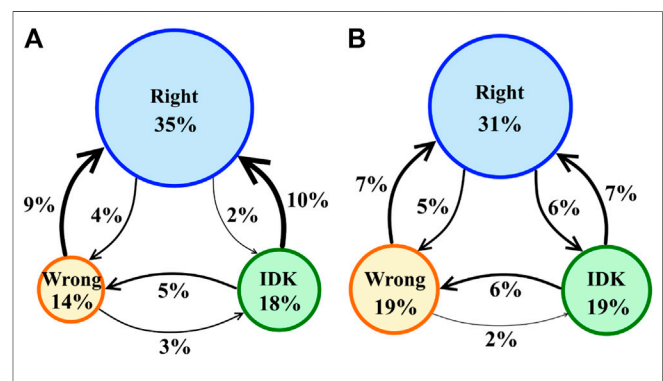 A
Right
35%
9%
4%
2%
10%
Wrong
14%
5%
IDK
18%
3%
B
Right
31%
7%
5%
6%
7%
Wrong
19%
6%
IDK
19%
2%